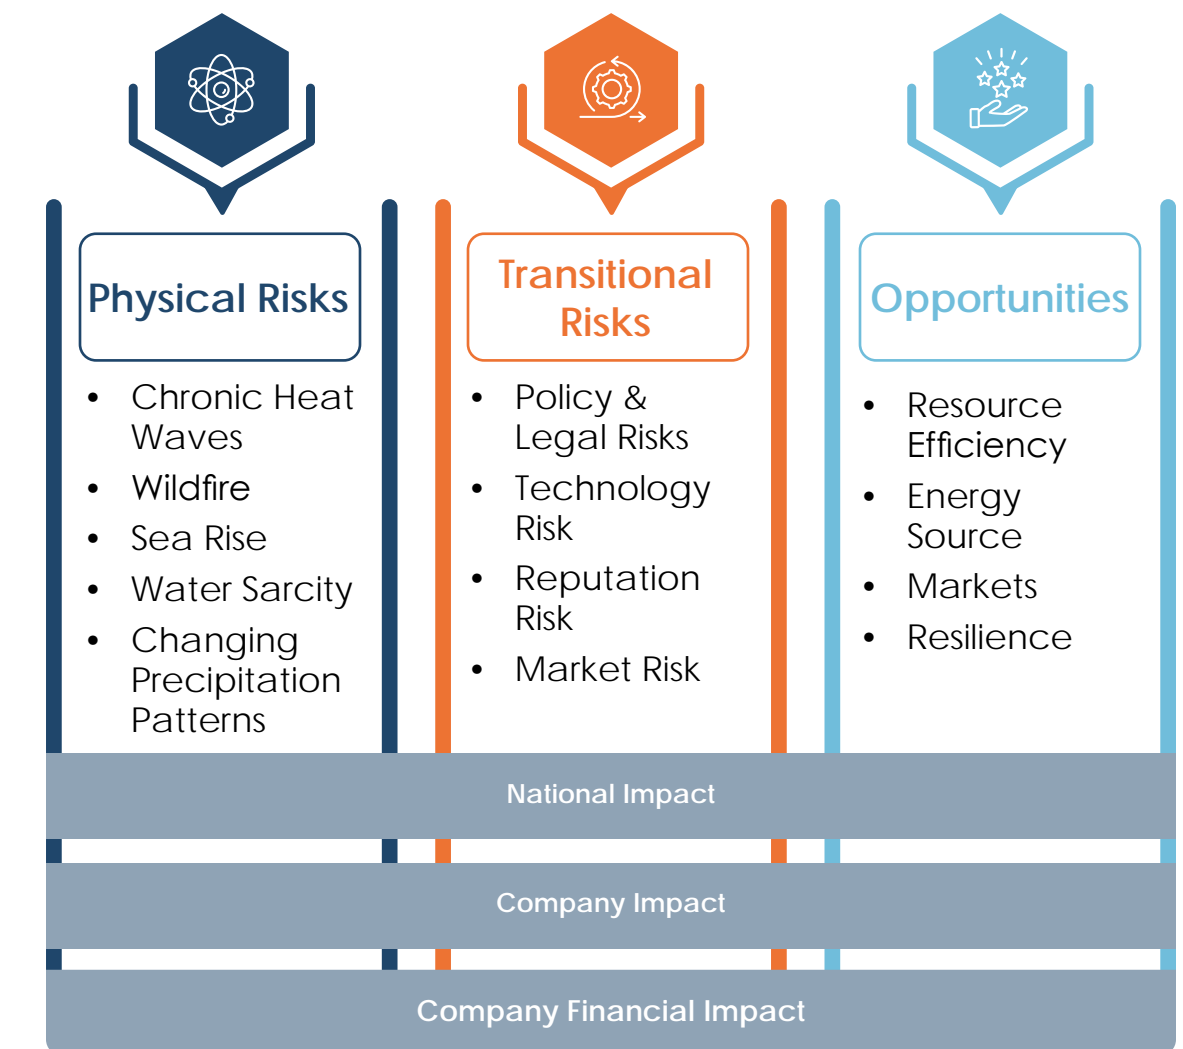 Physical Risks
• Chronic Heat
Waves
• Wildfire
• Sea Rise
• Water Sarcity
• Changing
Precipitation
Patterns
Transitional
Risks
• Policy &
Legal Risks
• Technology
Risk
• Reputation
Risk
• Market Risk
Opportunities
• Resource
Efficiency
• Energy
Source
• Markets
• Resilience
National Impact
Company Impact
Company Financial Impact